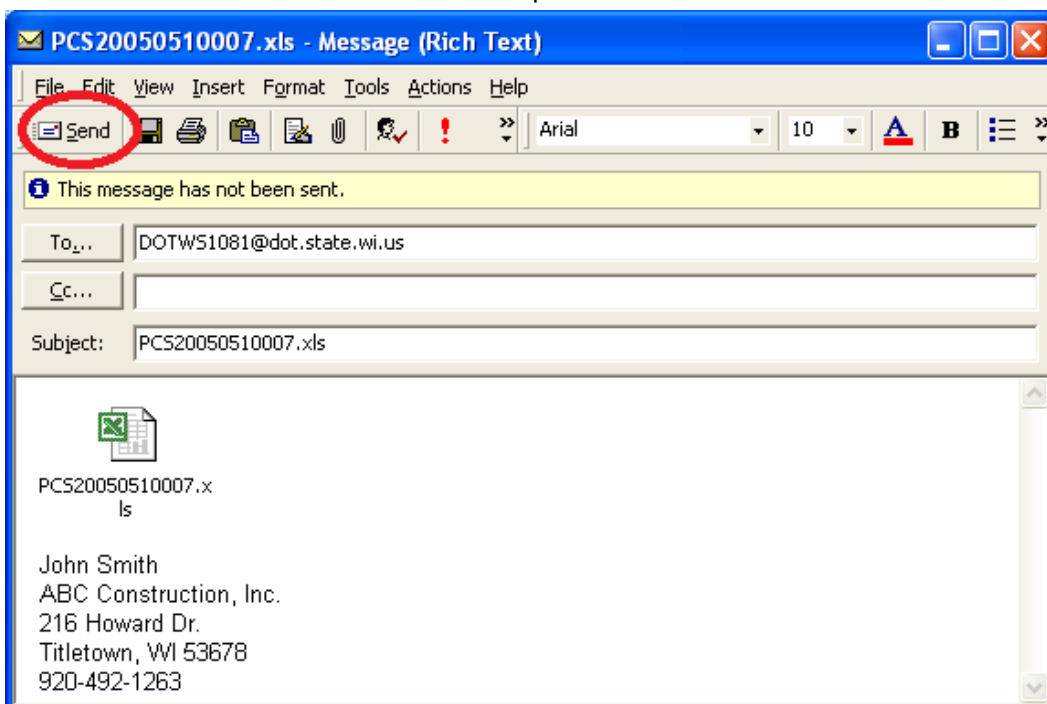 PCS20050510007.xls - Message (Rich Text)
File Edit View Insert Format Tools Actions Help
Send Arial 10 A B
This message has not been sent.
To... DOTWS1081@dot.state.wi.us
Cc...
Subject: PCS20050510007.xls
PCS20050510007.x
ls
John Smith
ABC Construction, Inc.
216 Howard Dr.
Titletown, WI 53678
920-492-1263